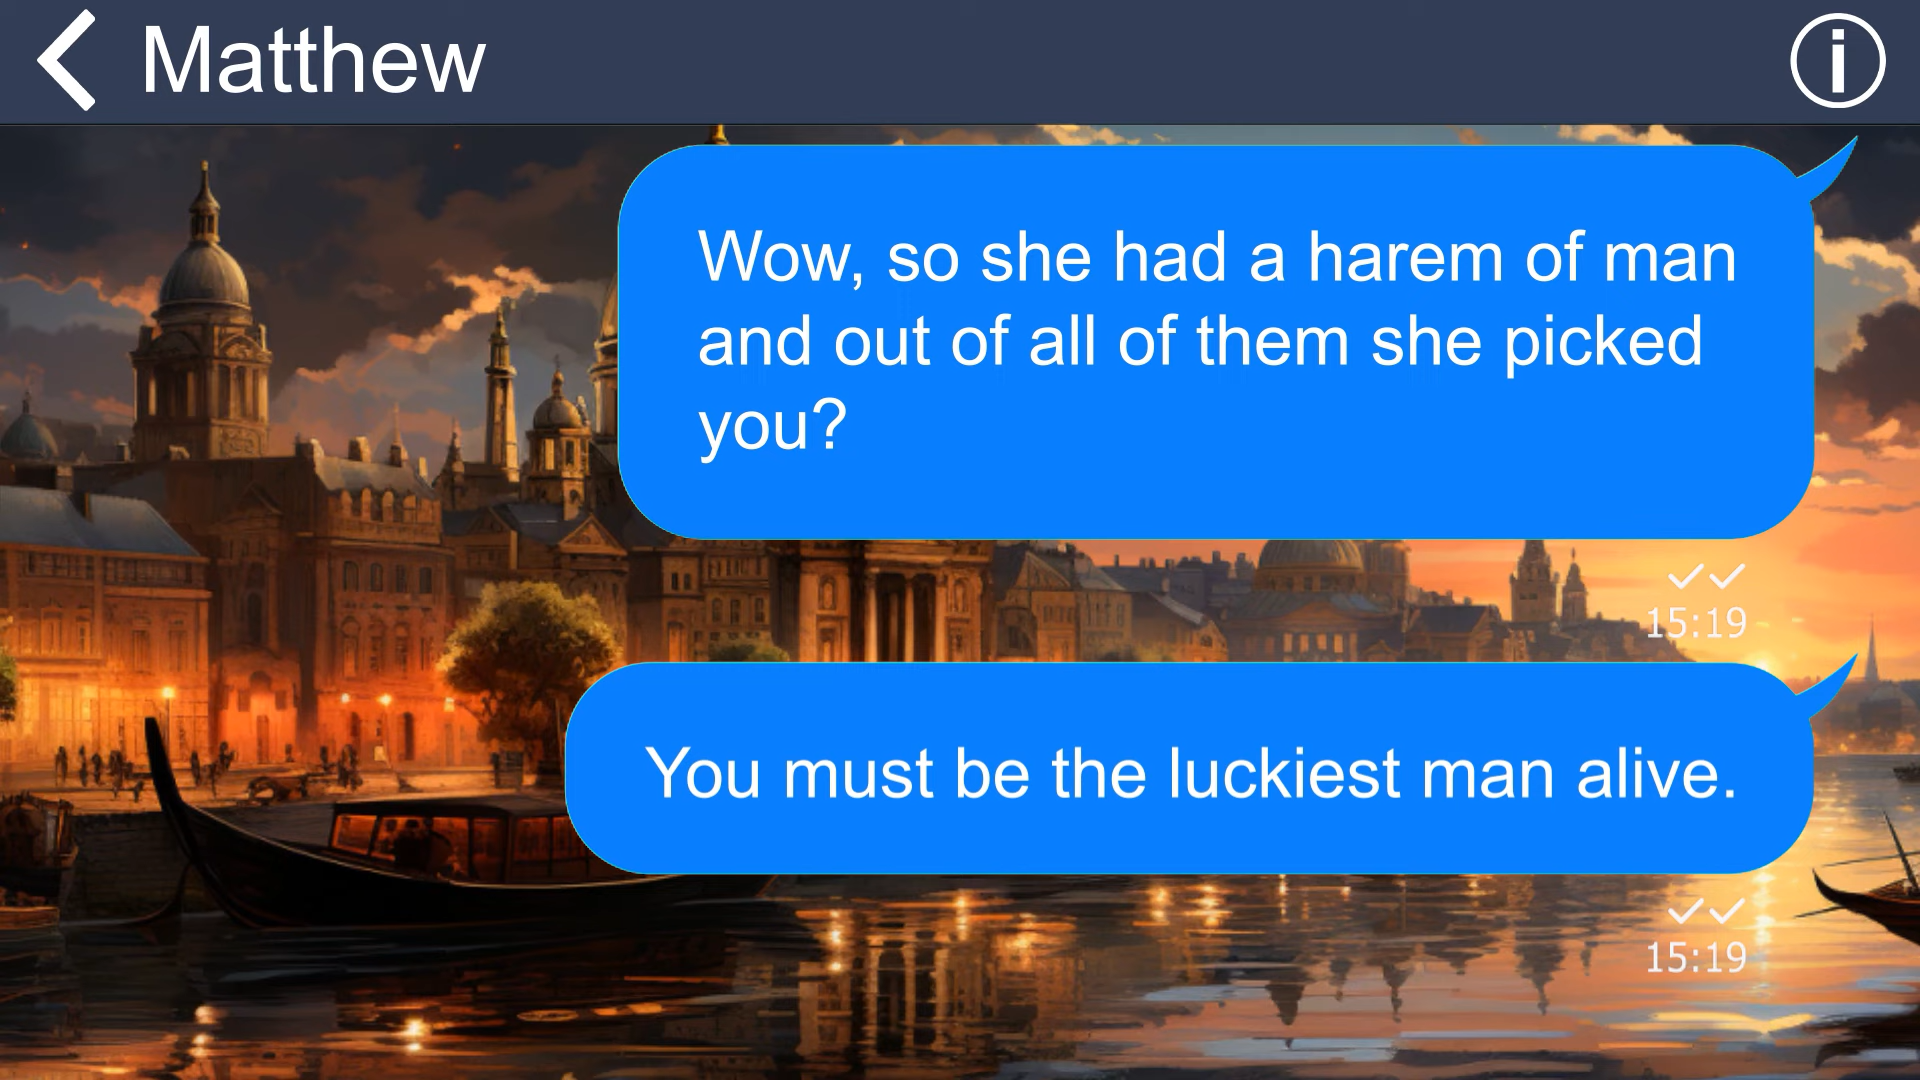 Matthew
Wow, so she had a harem of man
and out of all of them she picked
you?
15:19
You must be the luckiest man alive.
15:19